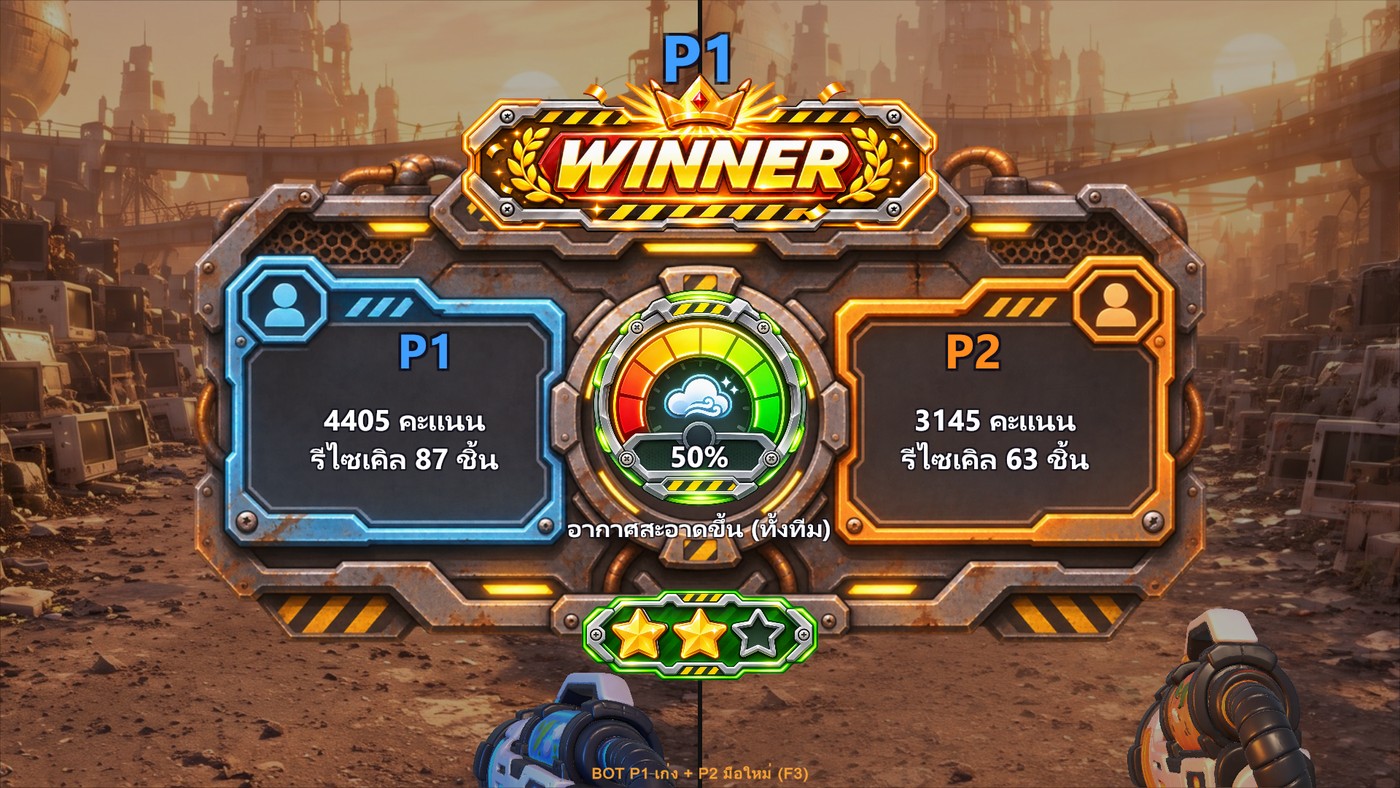 P1
WINNER
P1
4405 คะแนน
รีไซเคิล 87 ชิ้น
50%
อากาศสะอาดขึ้น (ทั้งทีม)
P2
3145 คะแนน
รีไซเคิล 63 ชิ้น
BOT P1 เก่ง + P2 มือใหม่ (F3)